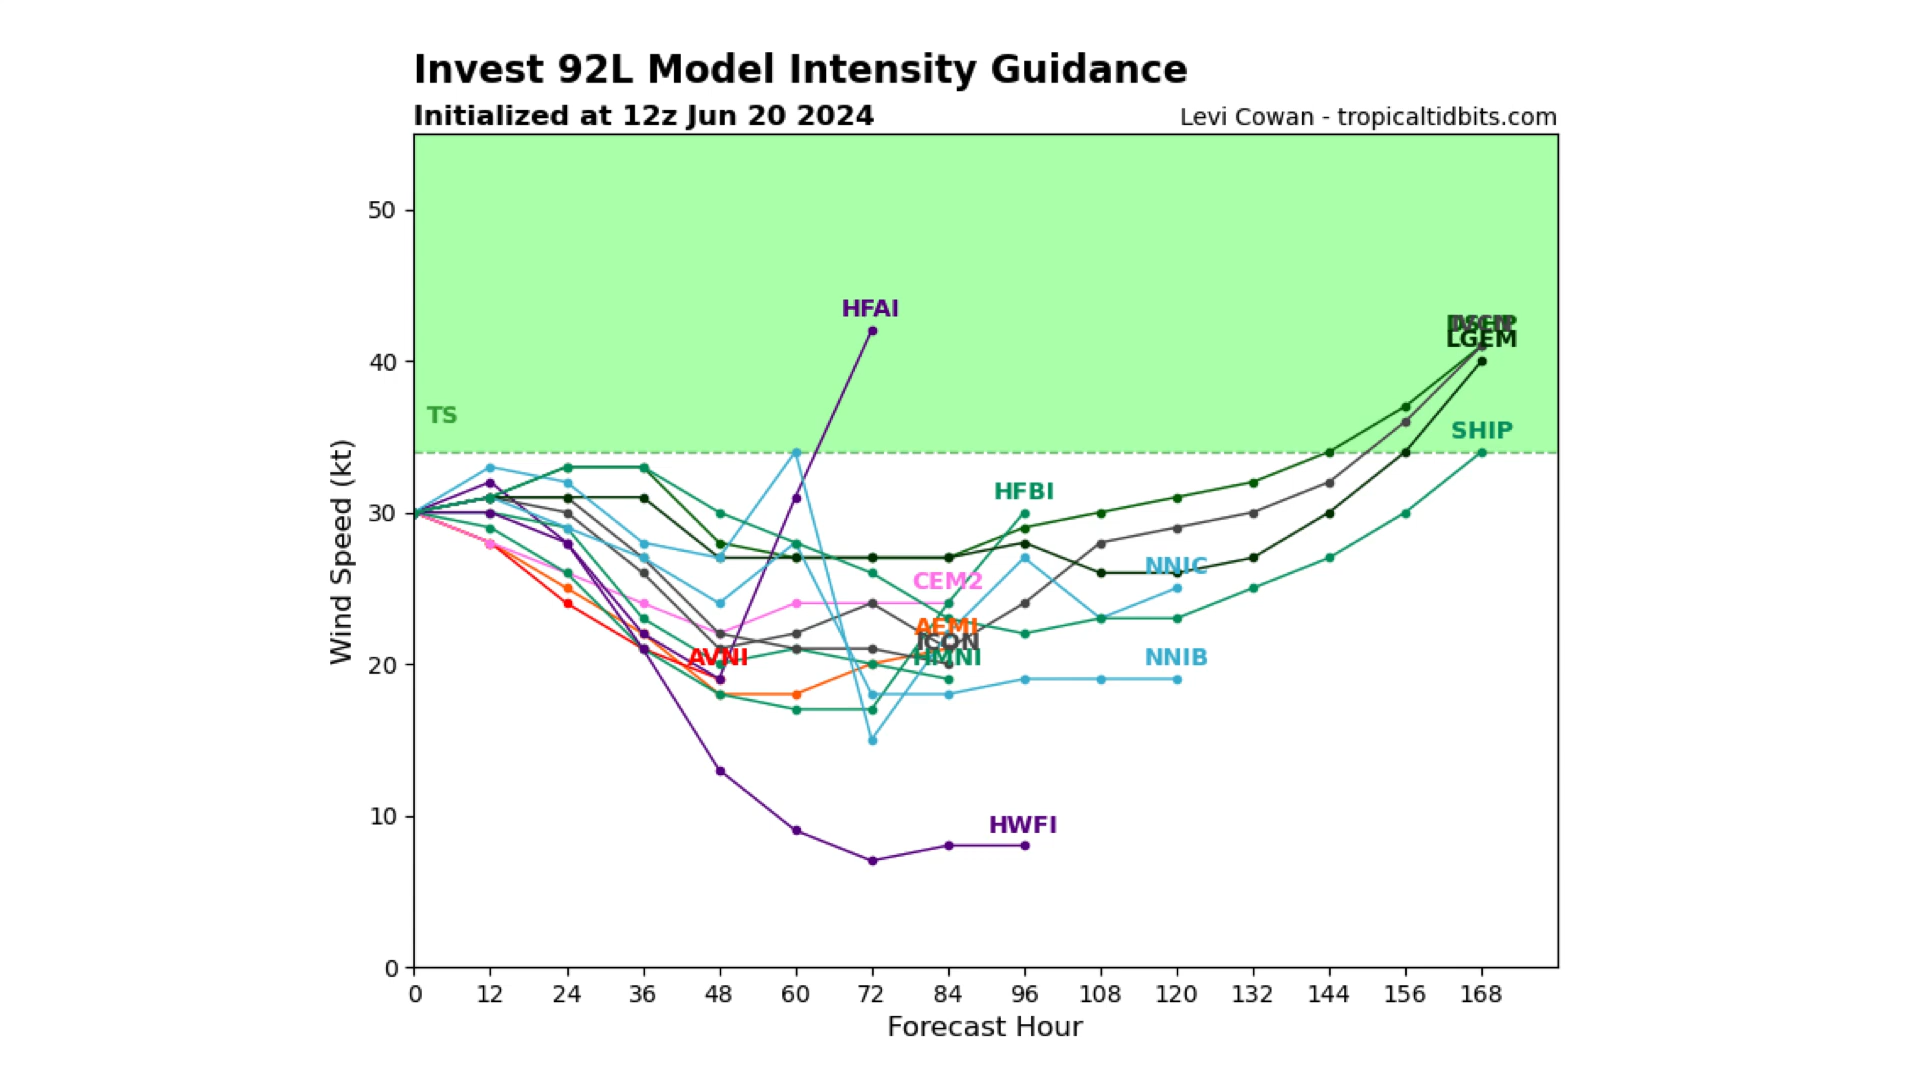 Invest 92L Model Intensity Guidance
Initialized at 12z Jun 20 2024
Levi Cowan - tropicaltidbits.com
Wind Speed (kt)
50
40
30
20
10
0
TS
HFAI
LGEM
SHIP
HFBI
NNIC
CEM2
AEMI
ICON
HMNI
AVNI
NNIB
HWFI
0 12 24 36 48 60 72 84 96 108 120 132 144 156 168
Forecast Hour